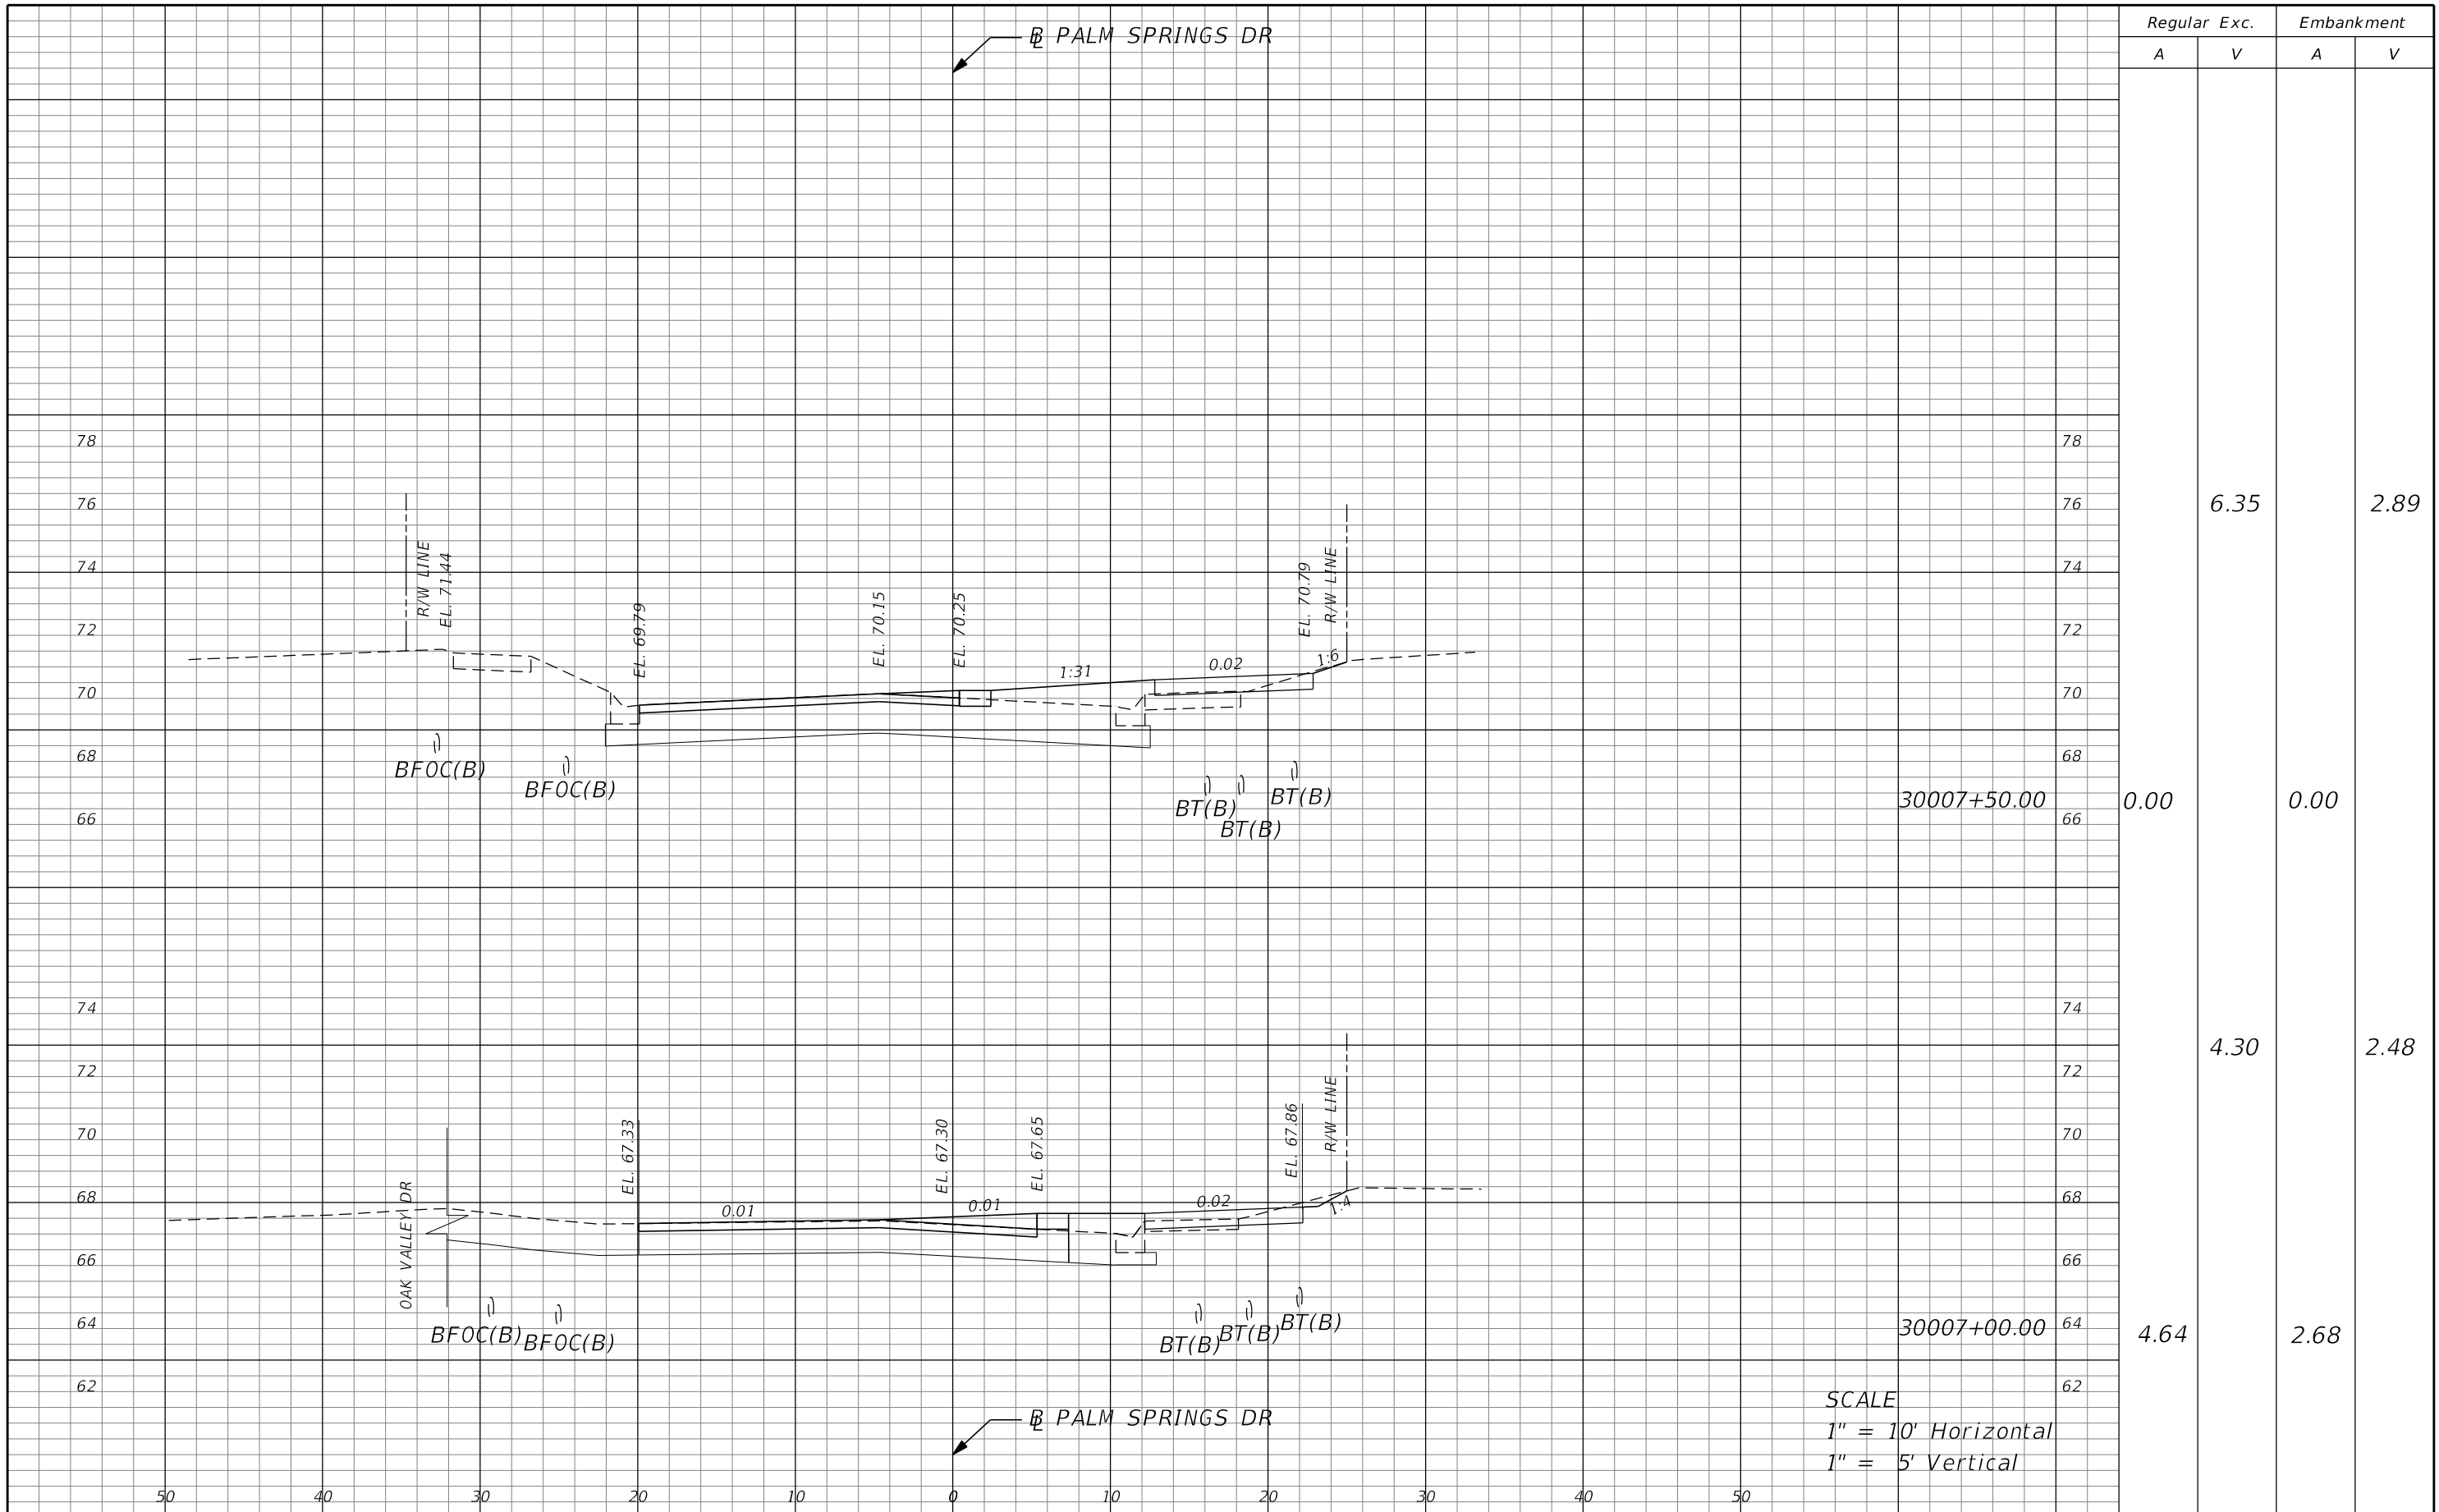 Regular Exc. Embankment
A V A V
BL PALM SPRINGS DR
78 78
76 76 6.35 2.89
74 74
R/W LINE
EL. 71.44
EL. 69.79
EL. 70.15
EL. 70.25
EL. 70.79
R/W LINE
72 72
1:31 0.02 1:6
70 70
68 68
BFOC(B) BFOC(B) BT(B) BT(B) BT(B)
30007+50.00 0.00 0.00
66 66
74 74
4.30 2.48
72 72
70 70
EL. 67.33
EL. 67.30
EL. 67.65
EL. 67.86
R/W LINE
68 68
OAK VALLEY DR
0.01 0.01 0.02 1:4
66 66
64 64
BFOC(B) BFOC(B) BT(B) BT(B) BT(B)
30007+00.00 4.64 2.68
62 62
SCALE
1" = 10' Horizontal
1" = 5' Vertical
BL PALM SPRINGS DR
50 40 30 20 10 0 10 20 30 40 50